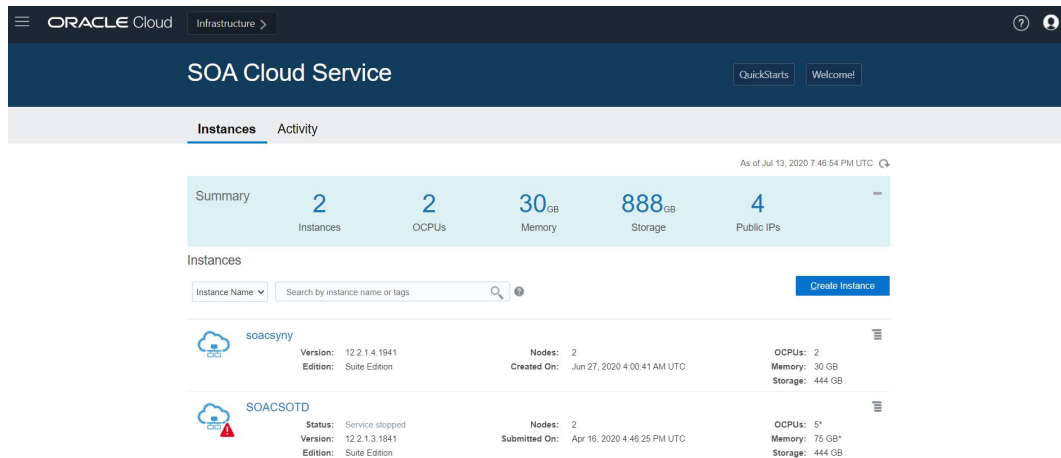 ORACLE Cloud Infrastructure > ?
SOA Cloud Service QuickStarts Welcome!
Instances Activity
As of Jul 13, 2020 7:46:54 PM UTC
Summary 2 2 30 GB 888 GB 4
Instances OCPUs Memory Storage Public IPs
Instances
Instance Name Search by instance name or tags ? Create Instance
soacsyny
Version: 12.2.1.4.1941 Nodes: 2 OCPUs: 2
Edition: Suite Edition Created On: Jun 27, 2020 4:00:41 AM UTC Memory: 30 GB
Storage: 444 GB
SOACSOTD
Status: Service stopped Nodes: 2 OCPUs: 5*
Version: 12.2.1.3.1841 Submitted On: Apr 16, 2020 4:46:25 PM UTC Memory: 75 GB*
Edition: Suite Edition Storage: 444 GB